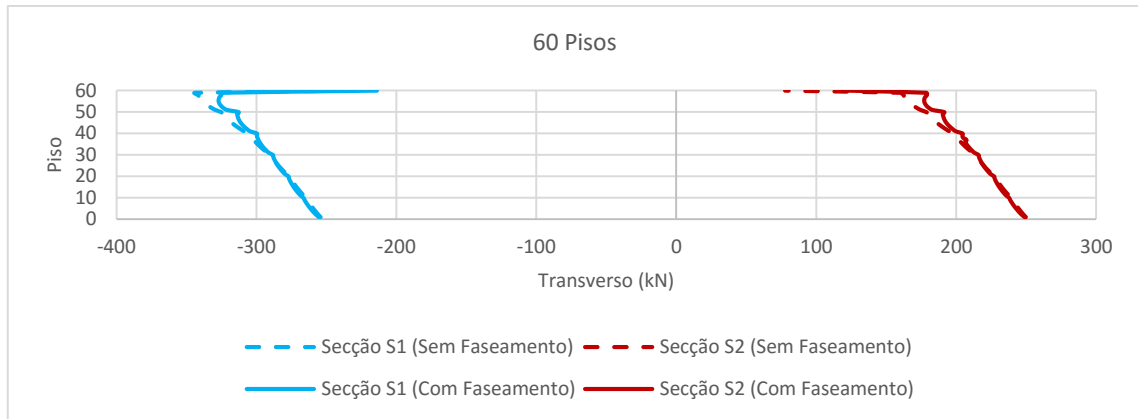 60 Pisos
Piso
60
50
40
30
20
10
0
-400 -300 -200 -100 0 100 200 300
Transverso (kN)
Secção S1 (Sem Faseamento) Secção S2 (Sem Faseamento)
Secção S1 (Com Faseamento) Secção S2 (Com Faseamento)